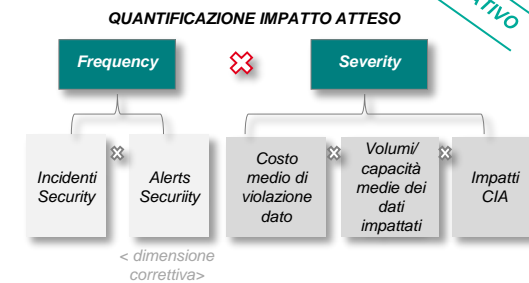 QUANTIFICAZIONE IMPATTO ATTESO
Frequency
Severity
Incidenti
Security
Alerts
Securiity
Costo
medio di
violazione
dato
Volumi/
capacità
medie dei
dati
impattati
Impatti
CIA
< dimensione
correttiva>